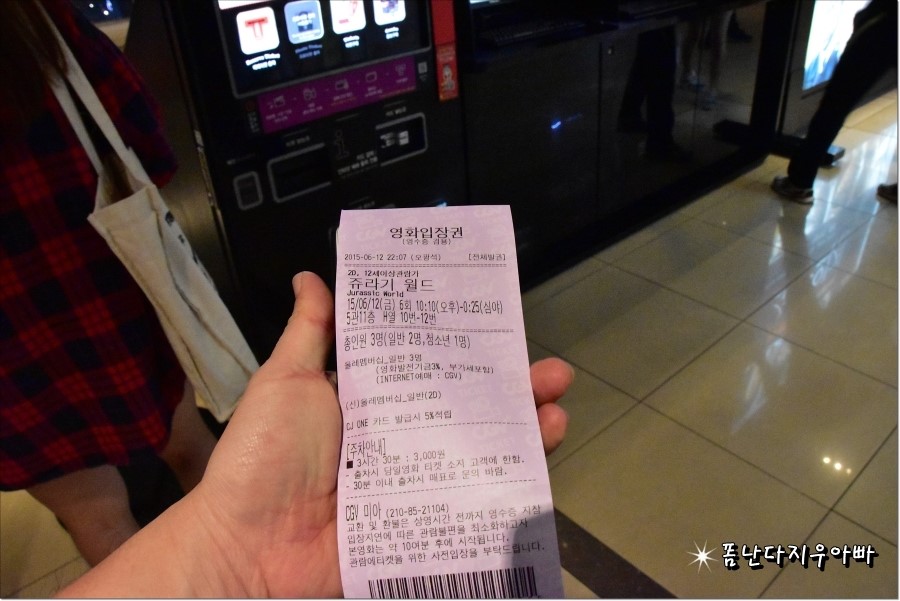 영화입장권
(영수증 겸용)
2015-06-12 22:07 (오광석) [전체발권]
2D, 12세이상관람가
쥬라기 월드
Jurassic World
15/06/12(금) 6회 10:10(오후)-0:25(심야)
5관11층 H열 10번-12번
총인원 3명(일반 2명,청소년 1명)
올레멤버십_일반 3명
(영화발전기금3%, 부가세포함)
(INTERNET예매 : CGV)
(신)올레멤버십_일반(2D)
CJ ONE 카드 발급시 5%적립
[주차안내]
■ 3시간 30분 : 3,000원
- 출차시 당일영화 티켓 소지 고객에 한함.
- 30분 이내 출차시 매표로 문의 바람.
CGV 미아 (210-85-21104)
교환 및 환불은 상영시간 전까지 영수증 지참
입장지연에 따른 관람불편을 최소화하고자
본영화는 약 10여분 후에 시작됩니다.
관람에티켓을 위한 사전입장을 부탁드립니다.
폼난다지우아빠